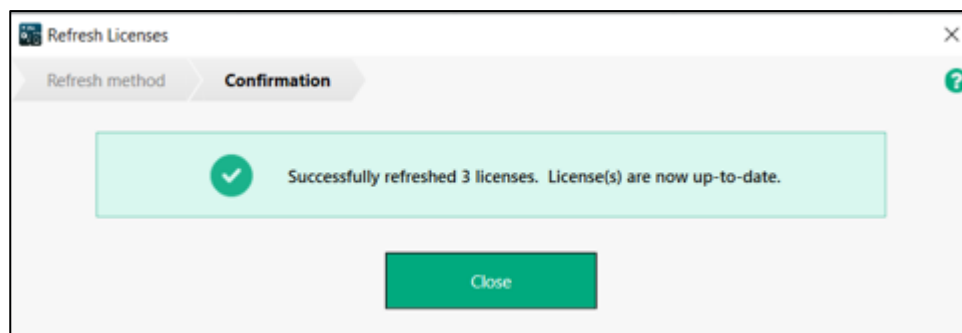 Refresh Licenses
Refresh method Confirmation
?
Successfully refreshed 3 licenses. License(s) are now up-to-date.
Close